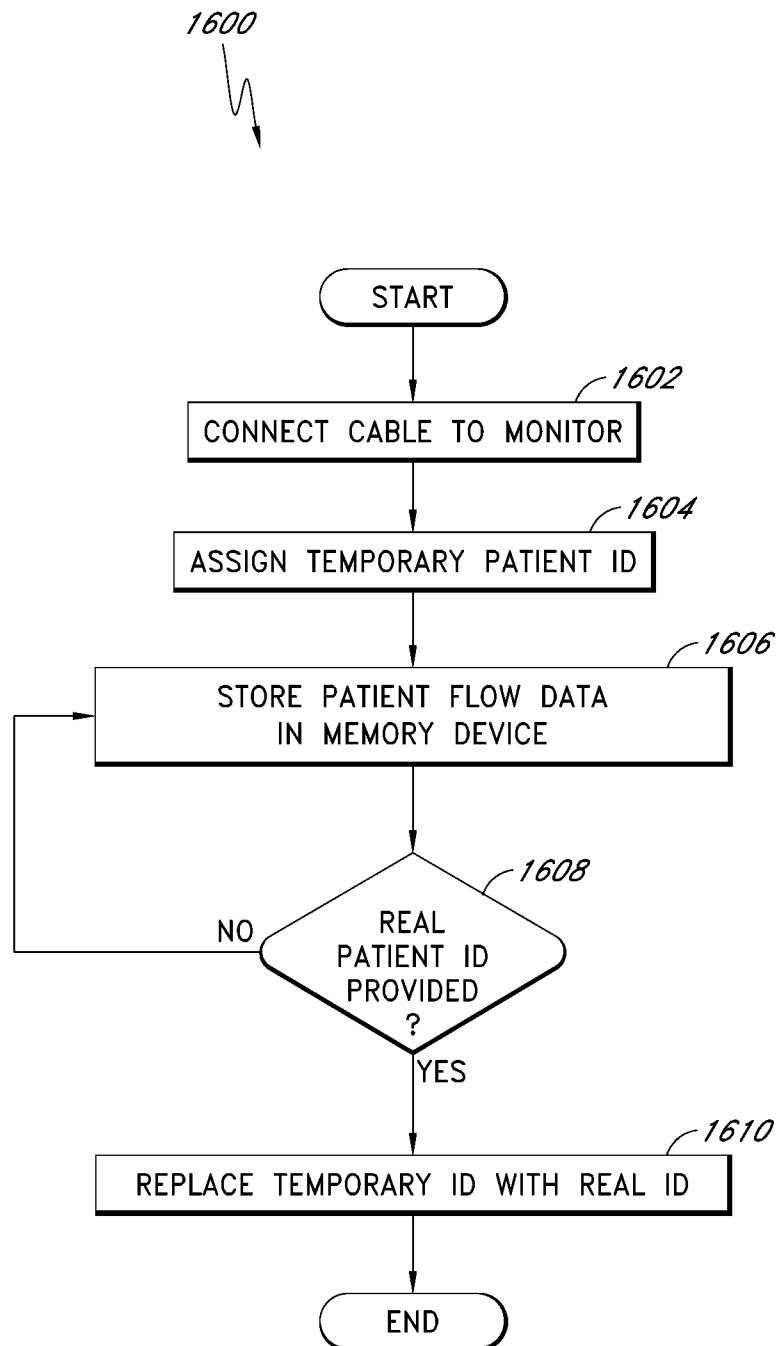 1600
START
1602
CONNECT CABLE TO MONITOR
1604
ASSIGN TEMPORARY PATIENT ID
1606
STORE PATIENT FLOW DATA
IN MEMORY DEVICE
1608
NO
REAL
PATIENT ID
PROVIDED
?
YES
1610
REPLACE TEMPORARY ID WITH REAL ID
END